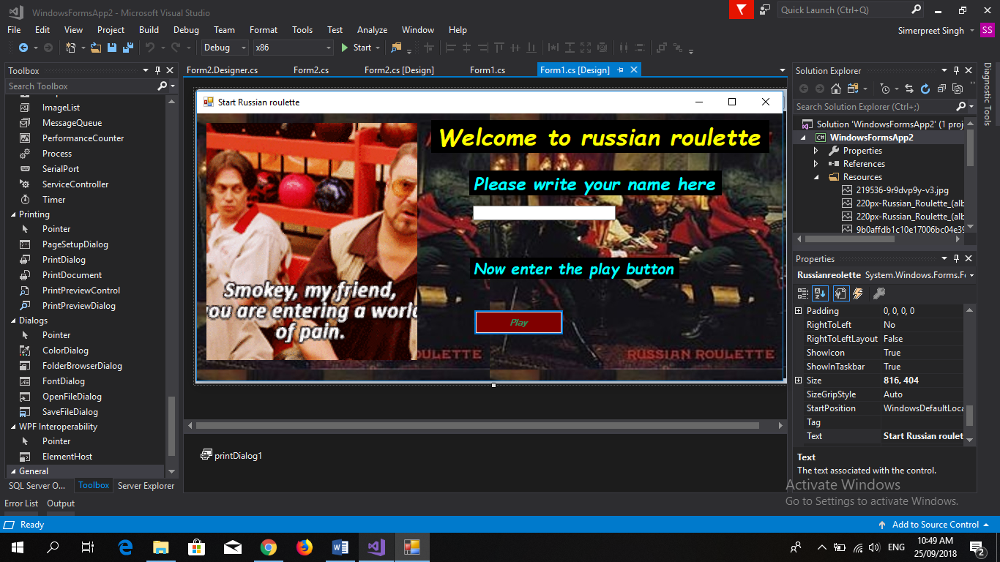 WindowsFormsApp2 - Microsoft Visual Studio
Quick Launch (Ctrl+Q)
File Edit View Project Build Debug Team Format Tools Test Analyze Window Help
Simerpreet Singh SS
Debug x86 Start
Toolbox
Search Toolbox
ImageList
MessageQueue
PerformanceCounter
Process
SerialPort
ServiceController
Timer
Printing
Pointer
PageSetupDialog
PrintDialog
PrintDocument
PrintPreviewControl
PrintPreviewDialog
Dialogs
Pointer
ColorDialog
FolderBrowserDialog
FontDialog
OpenFileDialog
SaveFileDialog
WPF Interoperability
Pointer
ElementHost
General
SQL Server O... Toolbox Server Explorer
Error List Output
Form2.Designer.cs Form2.cs Form2.cs [Design] Form1.cs Form1.cs [Design]
Start Russian roulette
Welcome to russian roulette
Please write your name here
Now enter the play button
Play
Smokey, my friend,
you are entering a world
of pain.
ROULETTE
RUSSIAN ROULETTE
printDialog1
Solution Explorer
Search Solution Explorer (Ctrl+;)
Solution 'WindowsFormsApp2' (1 proj
WindowsFormsApp2
Properties
References
Resources
219536-9r9dvp9y-v3.jpg
220px-Russian_Roulette_(alb
220px-Russian_Roulette_(alb
9b0affdb1c10e17006bc04e39
Properties
Russianreolette System.Windows.Forms.Fo
Padding 0, 0, 0, 0
RightToLeft No
RightToLeftLayout False
ShowIcon True
ShowInTaskbar True
Size 816, 404
SizeGripStyle Auto
StartPosition WindowsDefaultLoca
Tag
Text Start Russian roulet
Text
The text associated with the control.
Diagnostic Tools
Activate Windows
Go to Settings to activate Windows.
Ready
Add to Source Control
ENG
10:49 AM
25/09/2018
2